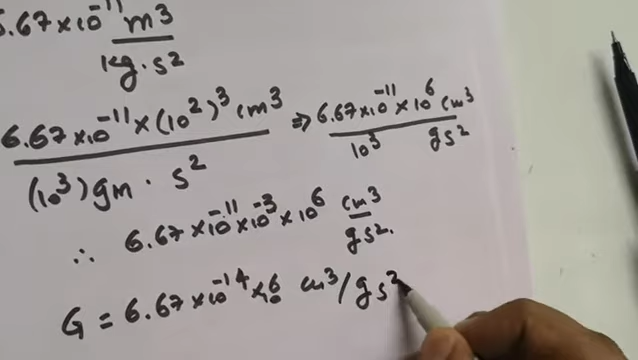 6.67×10⁻¹¹ m³
kg·s²
6.67×10⁻¹¹×(10²)³ cm³ ⇒ 6.67×10⁻¹¹×10⁶ cm³
(10³)gm · s² 10³ gs²
∴ 6.67×10⁻¹¹×10⁻³×10⁶ cm³
gs².
G = 6.67×10⁻¹⁴×10⁶ cm³/gs²